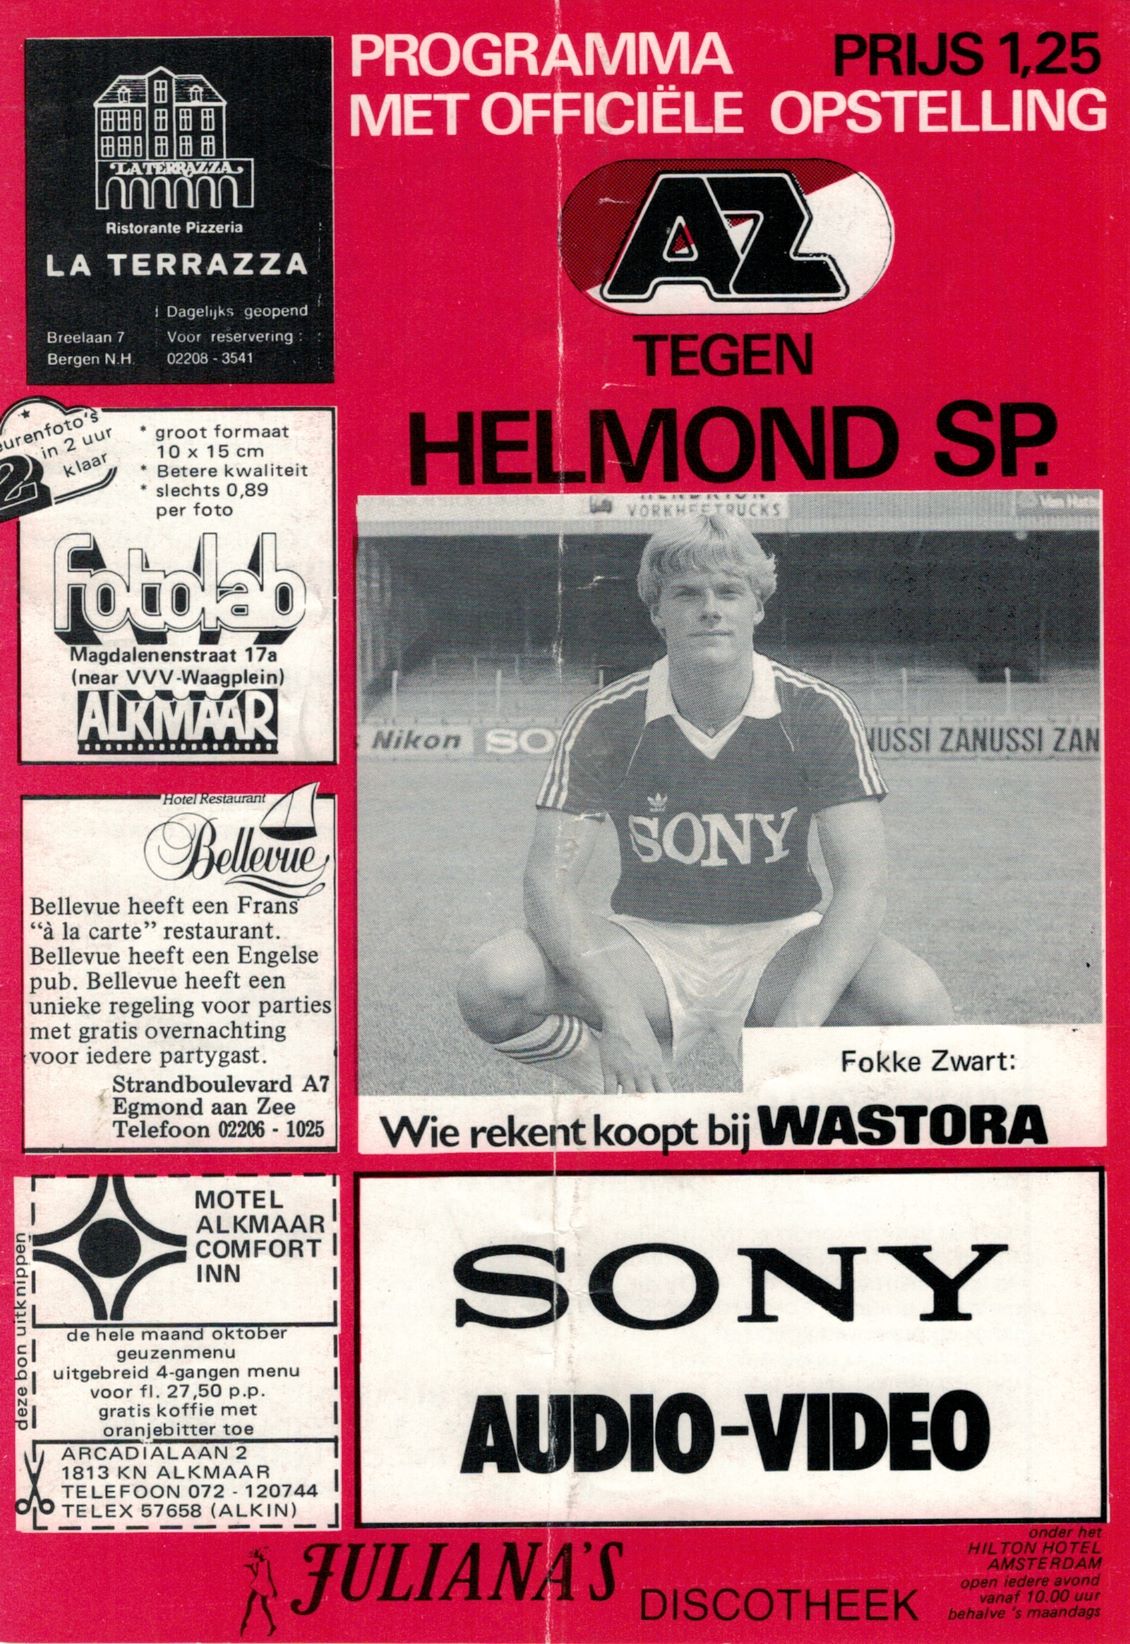 PROGRAMMA PRIJS 1,25
MET OFFICIËLE OPSTELLING
AZ
TEGEN
HELMOND SP.
LA TERRAZZA
Ristorante Pizzeria
LA TERRAZZA
Dagelijks geopend
Breelaan 7 Voor reservering:
Bergen N.H. 02208 - 3541
in 2 uur
klaar
2
* groot formaat
10 x 15 cm
* Betere kwaliteit
* slechts 0,89
per foto
fotolab
Magdalenenstraat 17a
(near VVV-Waagplein)
ALKMAAR
Hotel Restaurant
Bellevue
Bellevue heeft een Frans
“à la carte” restaurant.
Bellevue heeft een Engelse
pub. Bellevue heeft een
unieke regeling voor parties
met gratis overnachting
voor iedere partygast.
Strandboulevard A7
Egmond aan Zee
Telefoon 02206 - 1025
deze bon uitknippen
MOTEL
ALKMAAR
COMFORT
INN
de hele maand oktober
geuzenmenu
uitgebreid 4-gangen menu
voor fl. 27,50 p.p.
gratis koffie met
oranjebitter toe
ARCADIALAAN 2
1813 KN ALKMAAR
TELEFOON 072 - 120744
TELEX 57658 (ALKIN)
VORKHEFTRUCKS
Nikon SO USSI ZANUSSI ZAN
SONY
Fokke Zwart:
Wie rekent koopt bij WASTORA
SONY
AUDIO-VIDEO
JULIANA'S DISCOTHEEK
onder het
HILTON HOTEL
AMSTERDAM
open iedere avond
vanaf 10.00 uur
behalve 's maandags